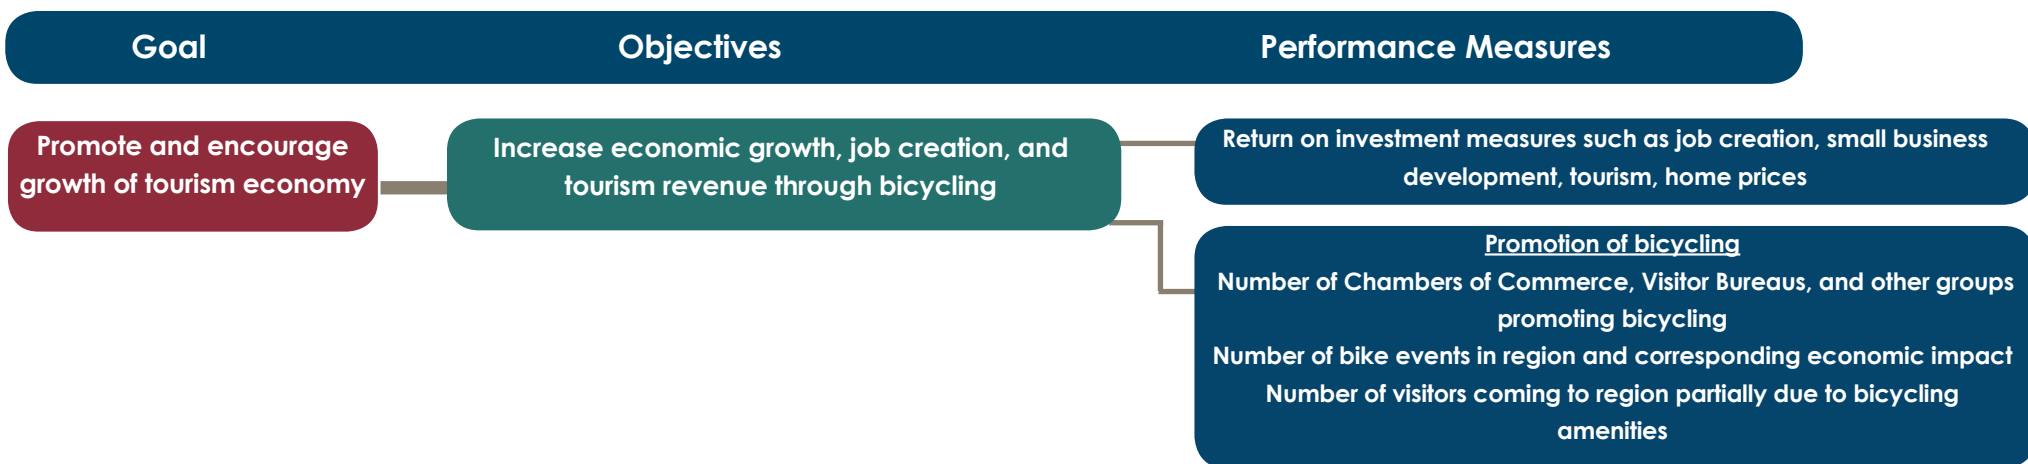 Goal
Objectives
Performance Measures
Promote and encourage
growth of tourism economy
Increase economic growth, job creation, and
tourism revenue through bicycling
Return on investment measures such as job creation, small business
development, tourism, home prices
Promotion of bicycling
Number of Chambers of Commerce, Visitor Bureaus, and other groups
promoting bicycling
Number of bike events in region and corresponding economic impact
Number of visitors coming to region partially due to bicycling
amenities